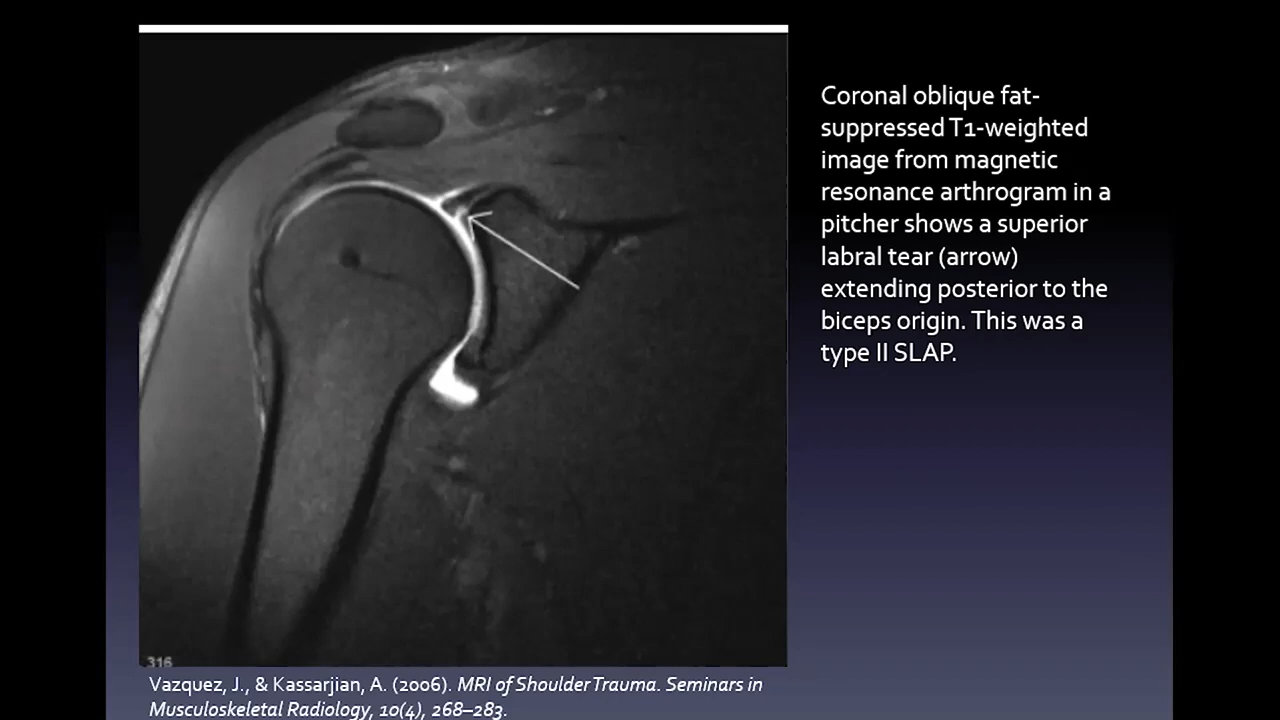 Coronal oblique fat-
suppressed T1-weighted
image from magnetic
resonance arthrogram in a
pitcher shows a superior
labral tear (arrow)
extending posterior to the
biceps origin. This was a
type II SLAP.
316
Vazquez, J., & Kassarjian, A. (2006). MRI of Shoulder Trauma. Seminars in
Musculoskeletal Radiology, 10(4), 268–283.